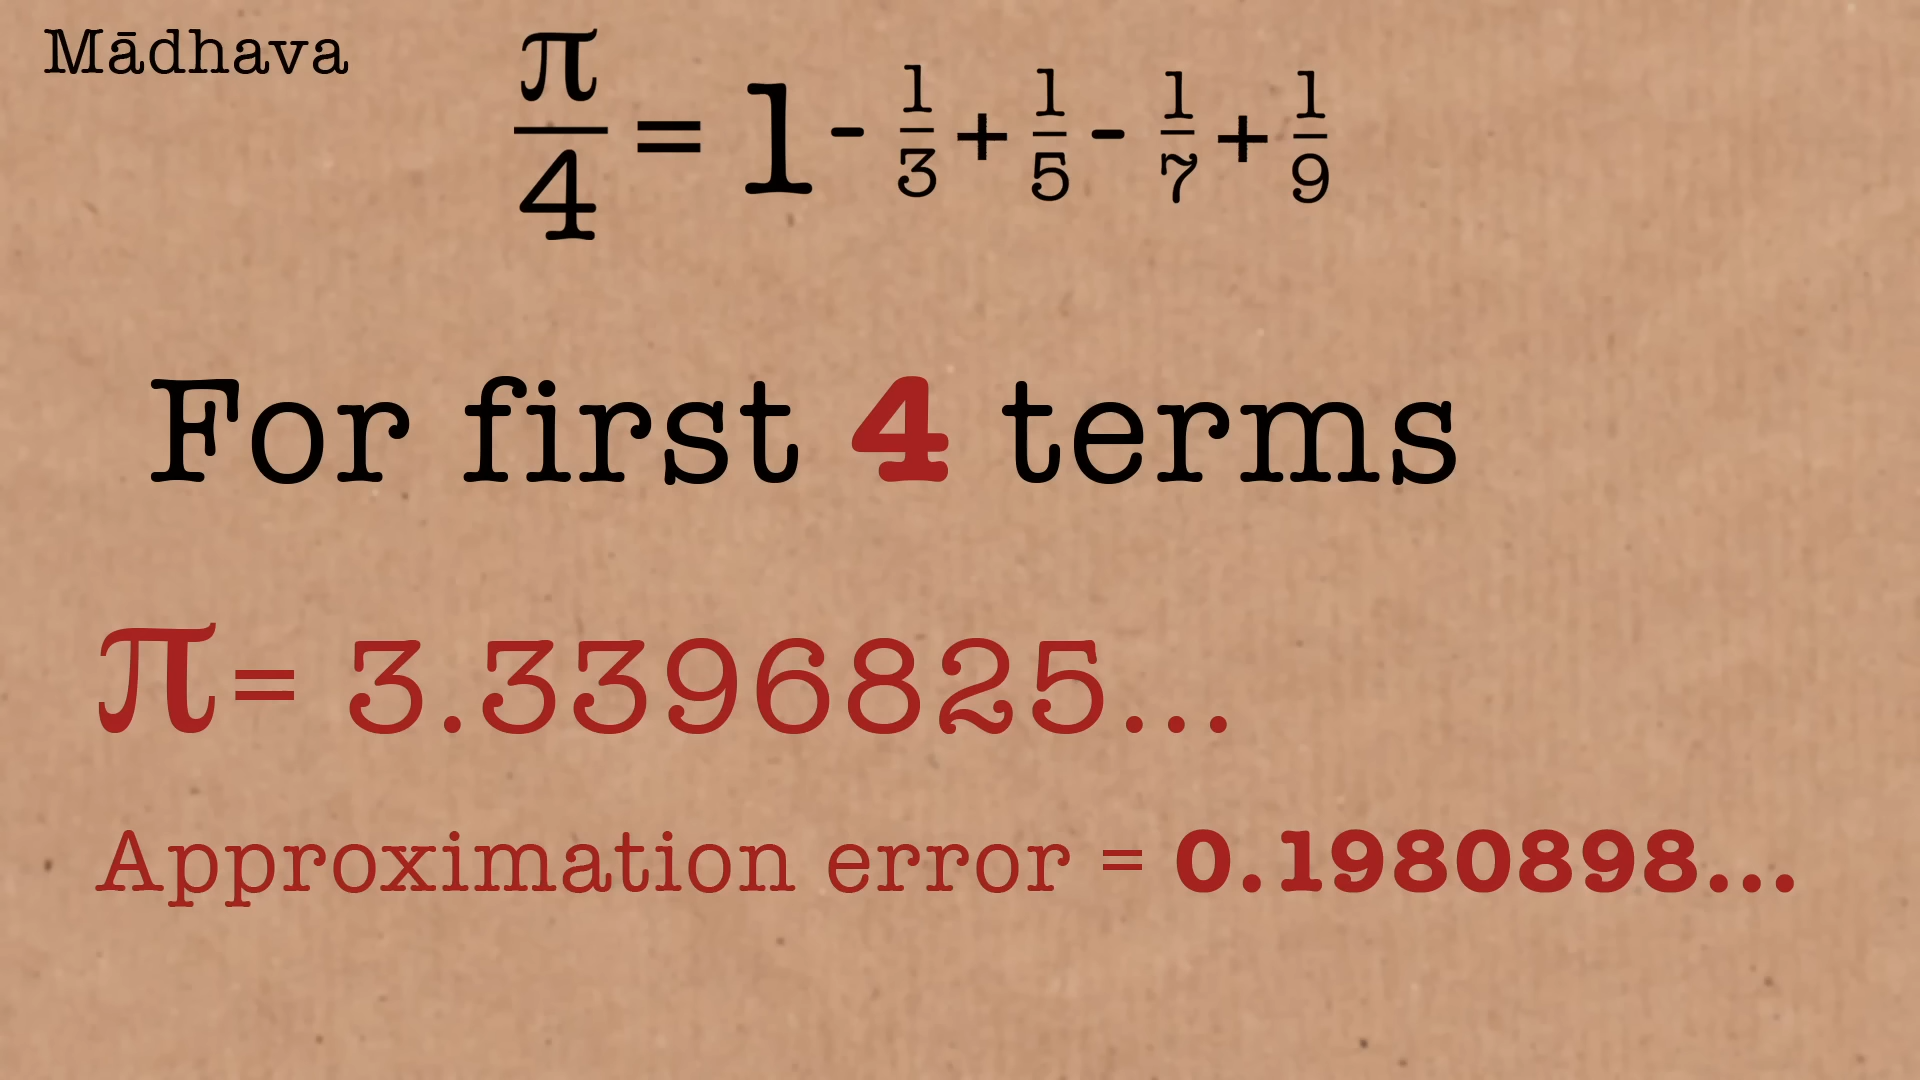 Mādhava
π/4 = 1 - 1/3 + 1/5 - 1/7 + 1/9
For first 4 terms
π= 3.3396825...
Approximation error = 0.1980898...